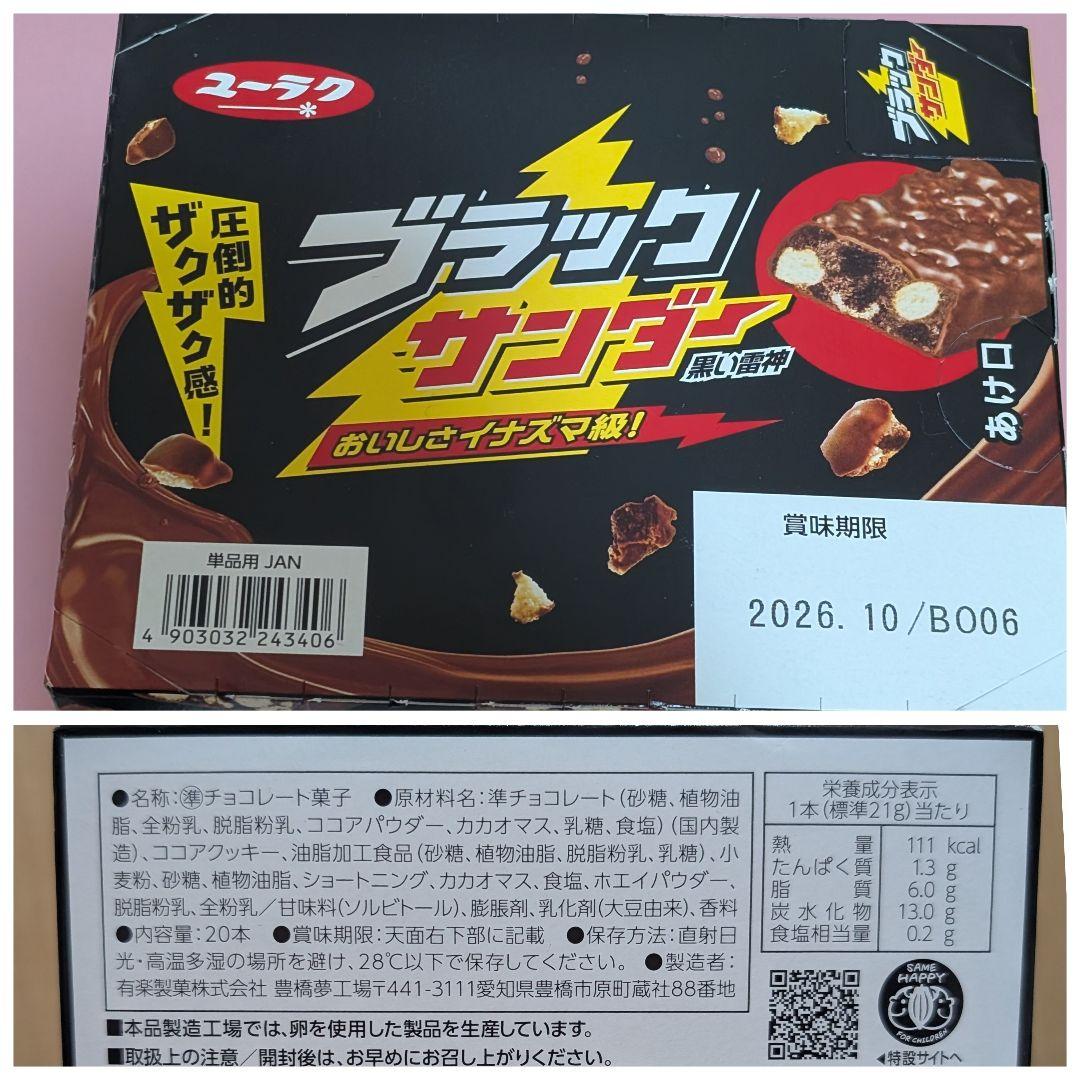 ユーラク
ブラック
サンダー
圧倒的
ザクザク感!
ブラック
サンダー
黒い雷神
おいしさイナズマ級!
あけ口
賞味期限
2026. 10/BO06
単品用 JAN
4 903032 243406
●名称:㊜チョコレート菓子 ●原材料名:準チョコレート(砂糖、植物油
脂、全粉乳、脱脂粉乳、ココアパウダー、カカオマス、乳糖、食塩)(国内製
造)、ココアクッキー、油脂加工食品(砂糖、植物油脂、脱脂粉乳、乳糖)、小
麦粉、砂糖、植物油脂、ショートニング、カカオマス、食塩、ホエイパウダー、
脱脂粉乳、全粉乳/甘味料(ソルビトール)、膨脹剤、乳化剤(大豆由来)、香料
●内容量:20本 ●賞味期限:天面右下部に記載 ●保存方法:直射日
光・高温多湿の場所を避け、28℃以下で保存してください。 ●製造者:
有楽製菓株式会社 豊橋夢工場〒441-3111愛知県豊橋市原町蔵社88番地
■本品製造工場では、卵を使用した製品を生産しています。
■取扱上の注意/開封後は、お早めにお召し上がりください。
栄養成分表示
1本(標準21g)当たり
熱量 111 kcal
たんぱく質 1.3 g
脂質 6.0 g
炭水化物 13.0 g
食塩相当量 0.2 g
SAME
HAPPY
FOR CHILDREN
◀特設サイトへ